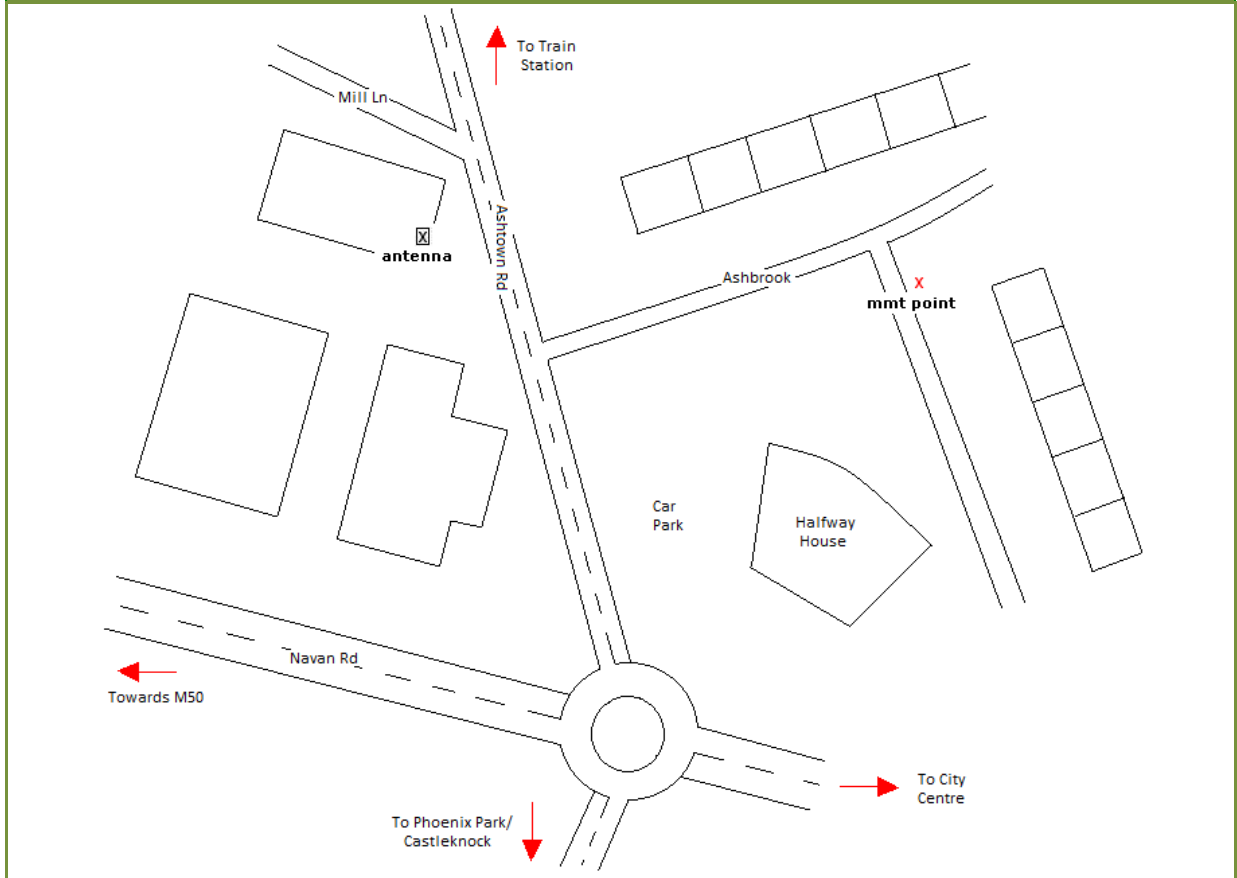 To Train
Station
Mill Ln
Ashtown Rd
X
antenna
Ashbrook
X
mmt point
Car
Park
Halfway
House
Navan Rd
Towards M50
To City
Centre
To Phoenix Park/
Castleknock